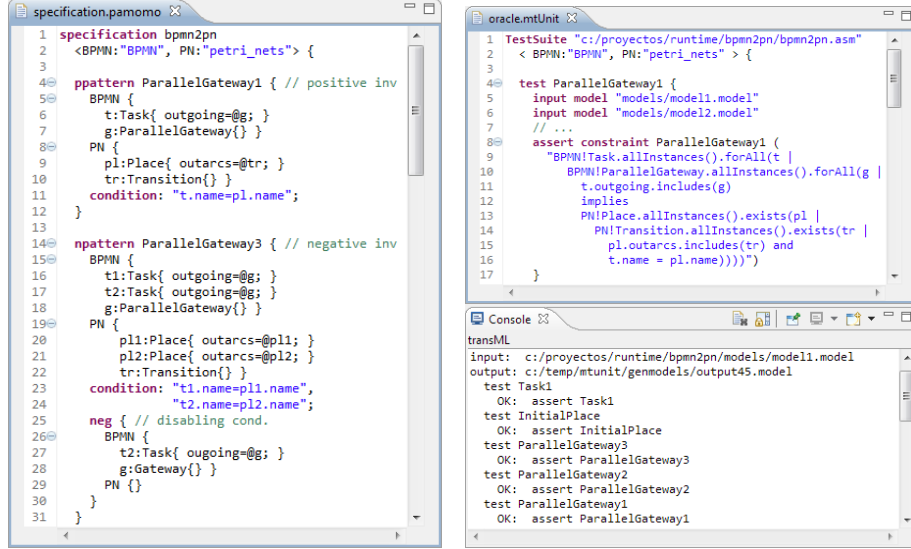 specification.pamomo
1 specification bpmn2pn
2 <BPMN:"BPMN", PN:"petri_nets"> {
3
4 ppattern ParallelGateway1 { // positive inv
5 BPMN {
6 t:Task{ outgoing=@g; }
7 g:ParallelGateway{} }
8 PN {
9 pl:Place{ outarcs=@tr; }
10 tr:Transition{} }
11 condition: "t.name=pl.name";
12 }
13
14 npattern ParallelGateway3 { // negative inv
15 BPMN {
16 t1:Task{ outgoing=@g; }
17 t2:Task{ outgoing=@g; }
18 g:ParallelGateway{} }
19 PN {
20 pl1:Place{ outarcs=@pl1; }
21 pl2:Place{ outarcs=@pl2; }
22 tr:Transition{} }
23 condition: "t1.name=pl1.name",
24 "t2.name=pl2.name";
25 neg { // disabling cond.
26 BPMN {
27 t2:Task{ ougoing=@g; }
28 g:Gateway{} }
29 PN {}
30 }
31 }
oracle.mtUnit
1 TestSuite "c:/proyectos/runtime/bpmn2pn/bpmn2pn.asm"
2 < BPMN:"BPMN", PN:"petri_nets" > {
3
4 test ParallelGateway1 {
5 input model "models/model1.model"
6 input model "models/model2.model"
7 // ...
8 assert constraint ParallelGateway1 (
9 "BPMN!Task.allInstances().forAll(t |
10 BPMN!ParallelGateway.allInstances().forAll(g |
11 t.outgoing.includes(g)
12 implies
13 PN!Place.allInstances().exists(pl |
14 PN!Transition.allInstances().exists(tr |
15 pl.outarcs.includes(tr) and
16 t.name = pl.name))))")
17 }
Console
transML
input: c:/proyectos/runtime/bpmn2pn/models/model1.model
output: c:/temp/mtunit/genmodels/output45.model
test Task1
OK: assert Task1
test InitialPlace
OK: assert InitialPlace
test ParallelGateway3
OK: assert ParallelGateway3
test ParallelGateway2
OK: assert ParallelGateway2
test ParallelGateway1
OK: assert ParallelGateway1